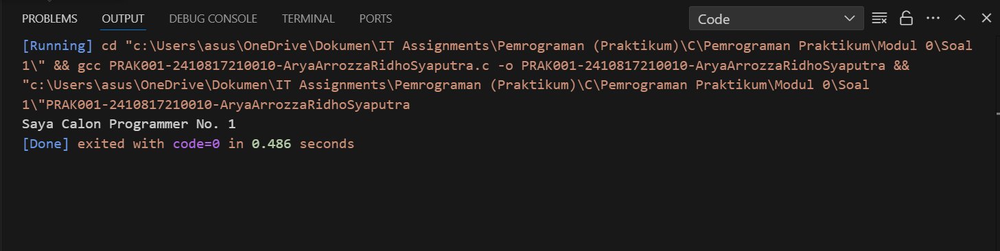 PROBLEMS OUTPUT DEBUG CONSOLE TERMINAL PORTS Code
[Running] cd "c:\Users\asus\OneDrive\Dokumen\IT Assignments\Pemrograman (Praktikum)\C\Pemrograman Praktikum\Modul 0\Soal
1\" && gcc PRAK001-2410817210010-AryaArrozzaRidhoSyaputra.c -o PRAK001-2410817210010-AryaArrozzaRidhoSyaputra &&
"c:\Users\asus\OneDrive\Dokumen\IT Assignments\Pemrograman (Praktikum)\C\Pemrograman Praktikum\Modul 0\Soal
1\"PRAK001-2410817210010-AryaArrozzaRidhoSyaputra
Saya Calon Programmer No. 1
[Done] exited with code=0 in 0.486 seconds